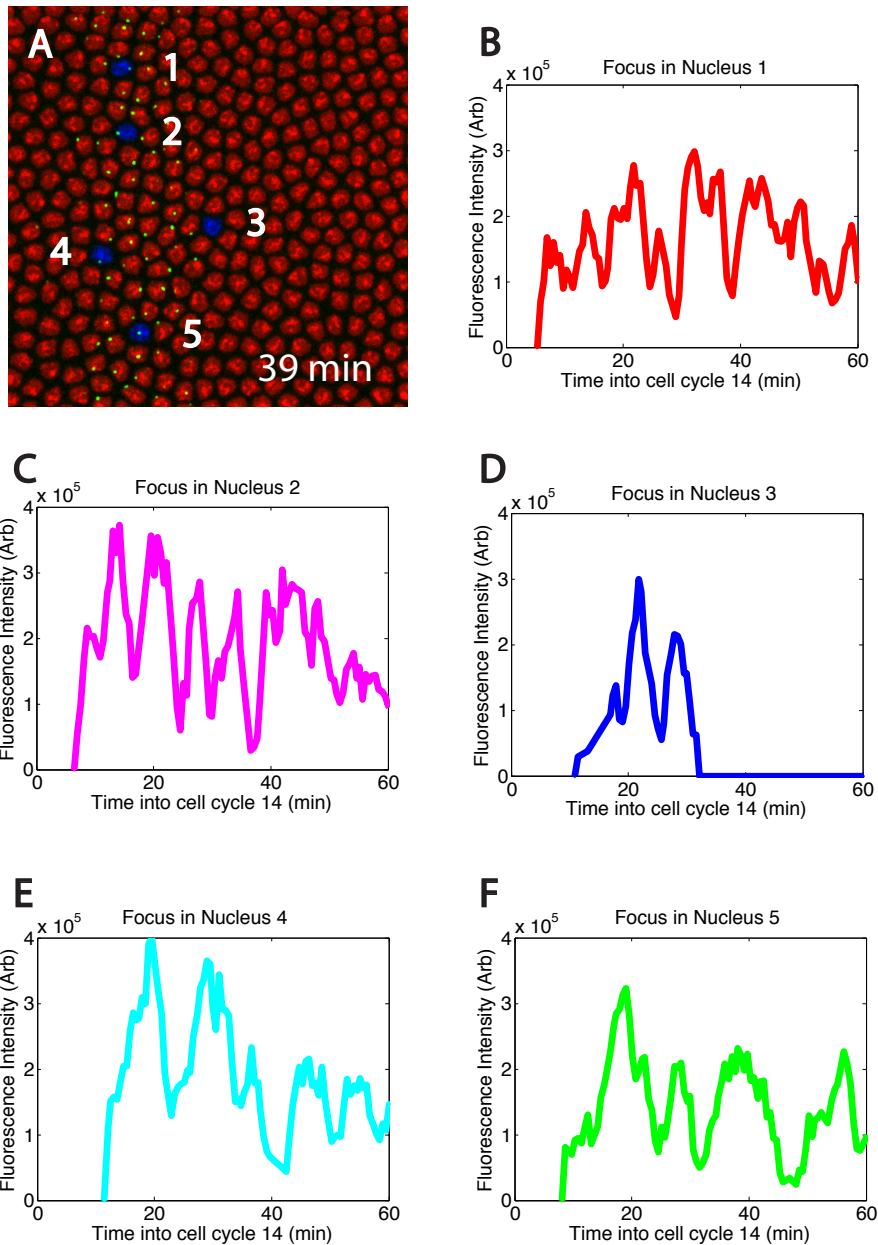 A
1
2
3
4
5
39 min
B
x 10^5
Focus in Nucleus 1
Fluorescence Intensity (Arb)
4
3
2
1
0
0 20 40 60
Time into cell cycle 14 (min)
C
x 10^5
Focus in Nucleus 2
Fluorescence Intensity (Arb)
4
3
2
1
0
0 20 40 60
Time into cell cycle 14 (min)
D
x 10^5
Focus in Nucleus 3
Fluorescence Intensity (Arb)
4
3
2
1
0
0 20 40 60
Time into cell cycle 14 (min)
E
x 10^5
Focus in Nucleus 4
Fluorescence Intensity (Arb)
4
3
2
1
0
0 20 40 60
Time into cell cycle 14 (min)
F
x 10^5
Focus in Nucleus 5
Fluorescence Intensity (Arb)
4
3
2
1
0
0 20 40 60
Time into cell cycle 14 (min)